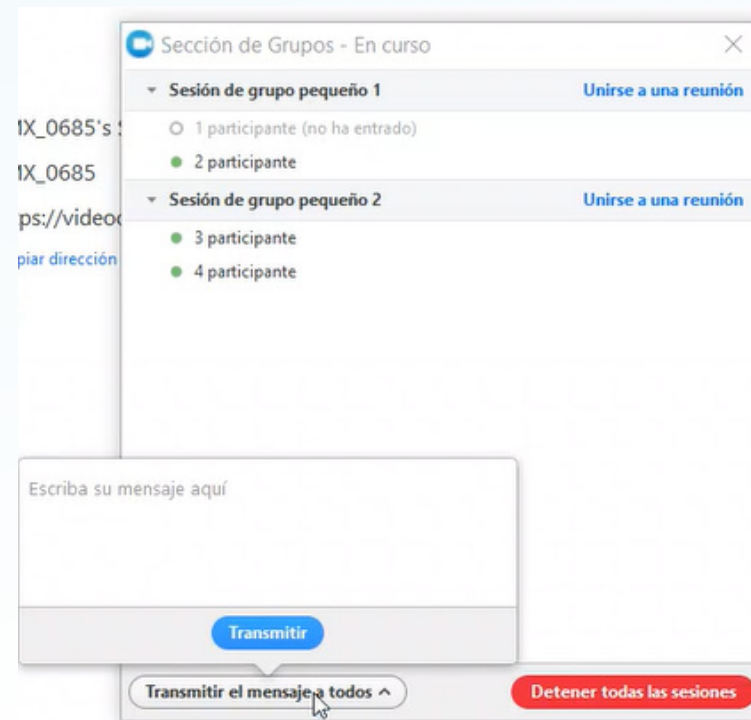 Sección de Grupos - En curso
Sesión de grupo pequeño 1 Unirse a una reunión
1 participante (no ha entrado)
2 participante
Sesión de grupo pequeño 2 Unirse a una reunión
3 participante
4 participante
MX_0685's
MX_0685
piar dirección
Escriba su mensaje aquí
Transmitir
Transmitir el mensaje a todos
Detener todas las sesiones